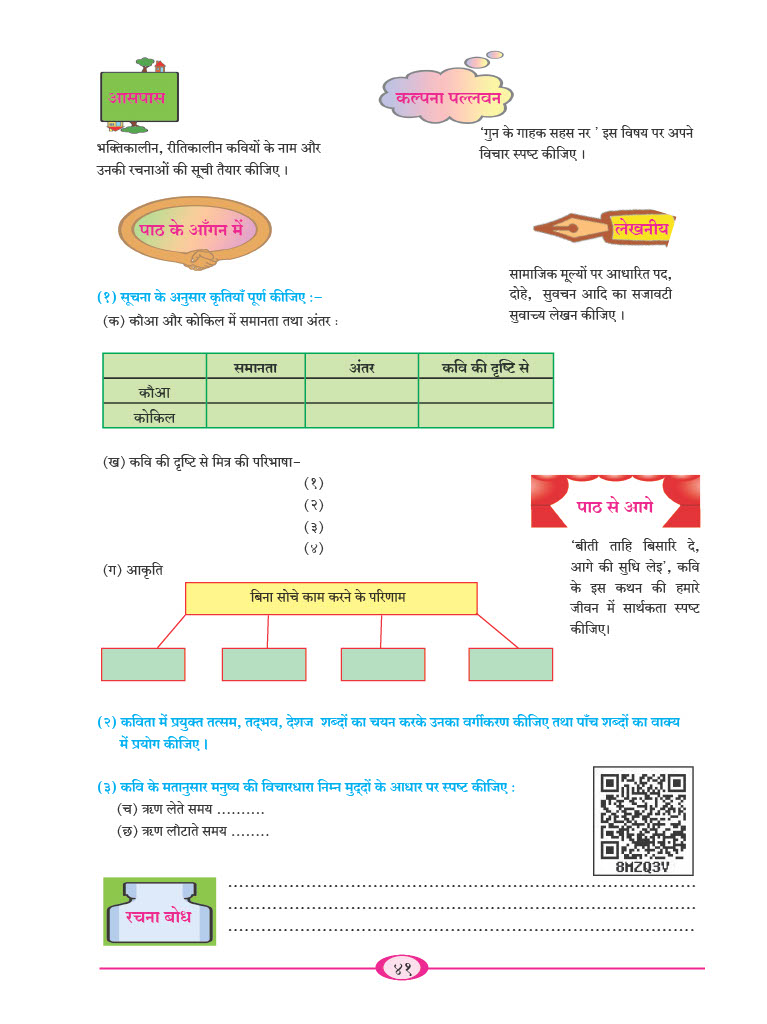 आसपास
भक्तिकालीन, रीतिकालीन कवियों के नाम और
उनकी रचनाओं की सूची तैयार कीजिए ।
कल्पना पल्लवन
‘गुन के गाहक सहस नर ’ इस विषय पर अपने
विचार स्पष्ट कीजिए ।
पाठ के आँगन में
लेखनीय
सामाजिक मूल्यों पर आधारित पद,
दोहे, सुवचन आदि का सजावटी
सुवाच्य लेखन कीजिए ।
(१) सूचना के अनुसार कृतियाँ पूर्ण कीजिए :–
(क) कौआ और कोकिल में समानता तथा अंतर :
समानता अंतर कवि की दृष्टि से
कौआ
कोकिल
(ख) कवि की दृष्टि से मित्र की परिभाषा–
(१)
(२)
(३)
(४)
पाठ से आगे
‘बीती ताहि बिसारि दे,
आगे की सुधि लेइ’, कवि
के इस कथन की हमारे
जीवन में सार्थकता स्पष्ट
कीजिए।
(ग) आकृति
बिना सोचे काम करने के परिणाम
(२) कविता में प्रयुक्त तत्सम, तद्भव, देशज शब्दों का चयन करके उनका वर्गीकरण कीजिए तथा पाँच शब्दों का वाक्य
में प्रयोग कीजिए ।
(३) कवि के मतानुसार मनुष्य की विचारधारा निम्न मुद्दों के आधार पर स्पष्ट कीजिए :
(च) ऋण लेते समय ..........
(छ) ऋण लौटाते समय ........
8MZQ3V
रचना बोध
४१